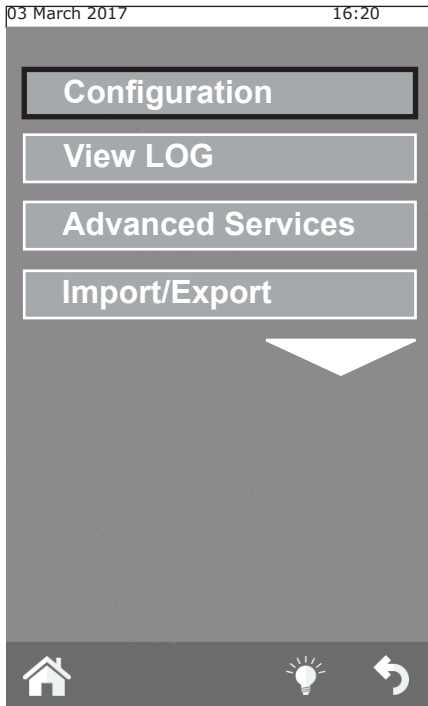 03 March 2017 16:20
Configuration
View LOG
Advanced Services
Import/Export